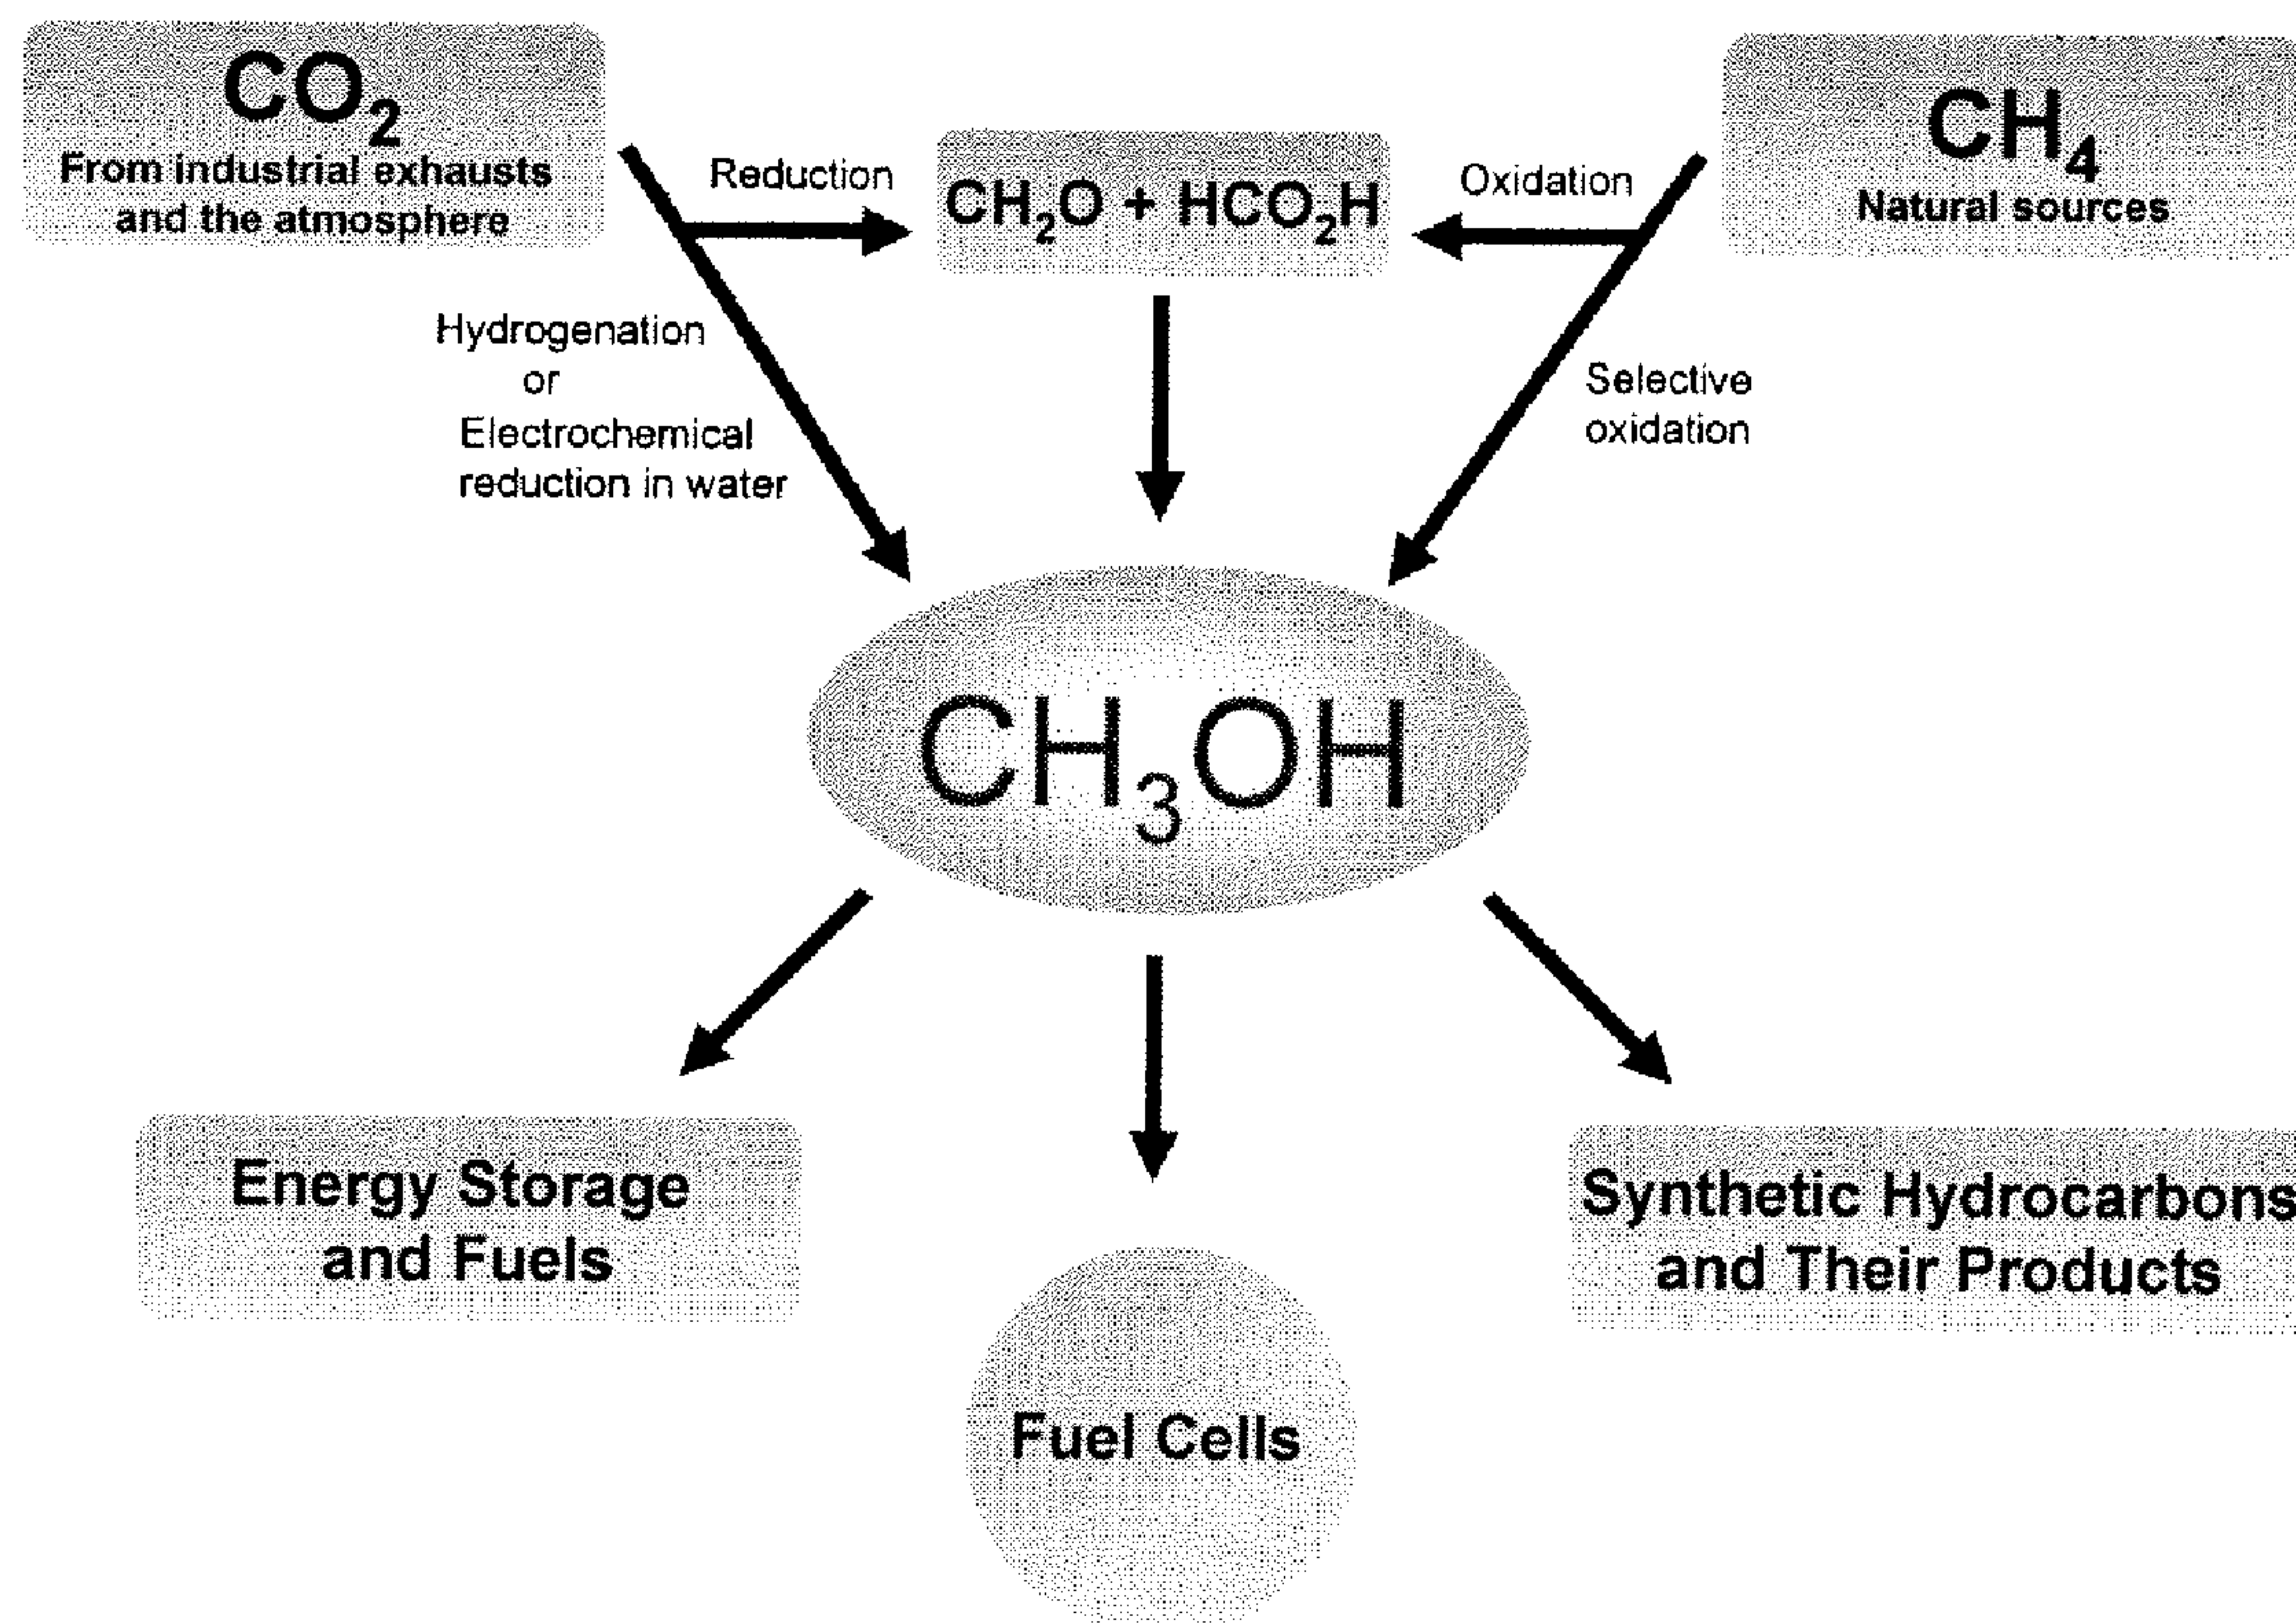 CO₂
From industrial exhausts
and the atmosphere
Reduction
CH₂O + HCO₂H
Oxidation
CH₄
Natural sources
Hydrogenation
or
Electrochemical
reduction in water
Selective
oxidation
CH₃OH
Energy Storage
and Fuels
Fuel Cells
Synthetic Hydrocarbons
and Their Products